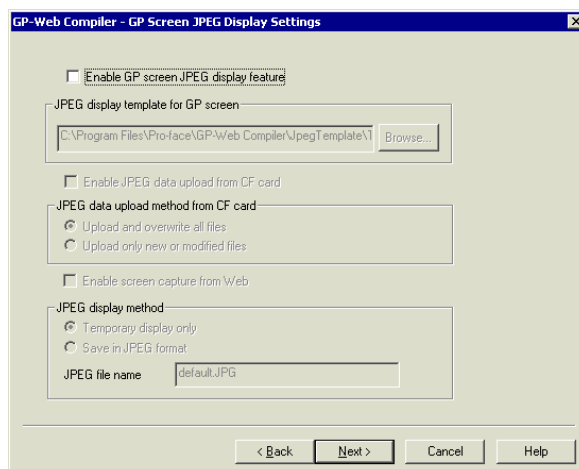 GP-Web Compiler - GP Screen JPEG Display Settings
Enable GP screen JPEG display feature
JPEG display template for GP screen
C:\Program Files\Pro-face\GP-Web Compiler\JpegTemplate\
Browse...
Enable JPEG data upload from CF card
JPEG data upload method from CF card
Upload and overwrite all files
Upload only new or modified files
Enable screen capture from Web
JPEG display method
Temporary display only
Save in JPEG format
JPEG file name default.JPG
< Back Next > Cancel Help